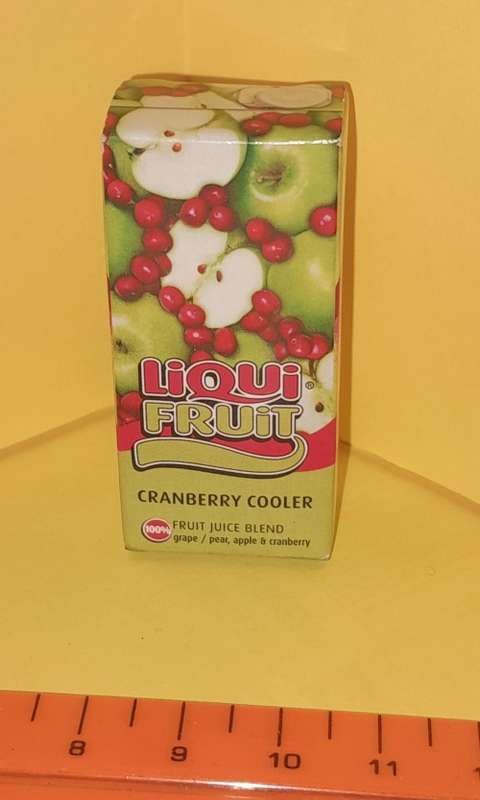 LiQUi®
FRUiT
CRANBERRY COOLER
100% FRUIT JUICE BLEND
grape / pear, apple & cranberry
8 9 10 11